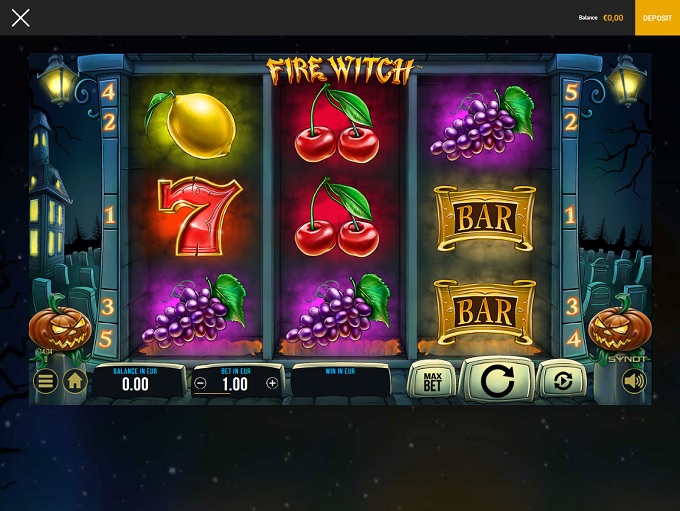 Balance €0,00 DEPOSIT
FIRE WITCH
4 5
2 2
7 BAR
1 1
3 BAR 3
5 4
SYNOT
BALANCE IN EUR BET IN EUR WIN IN EUR
0.00 1.00 MAX
BET